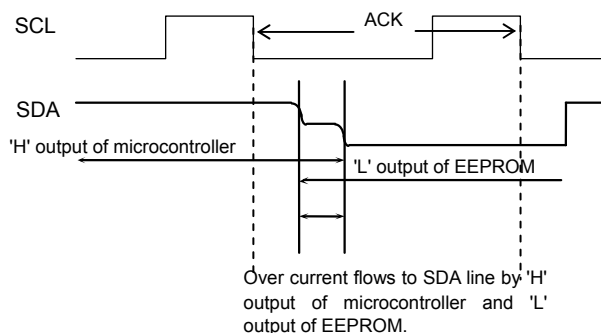 SCL
ACK
SDA
'H' output of microcontroller
'L' output of EEPROM
Over current flows to SDA line by 'H'
output of microcontroller and 'L'
output of EEPROM.